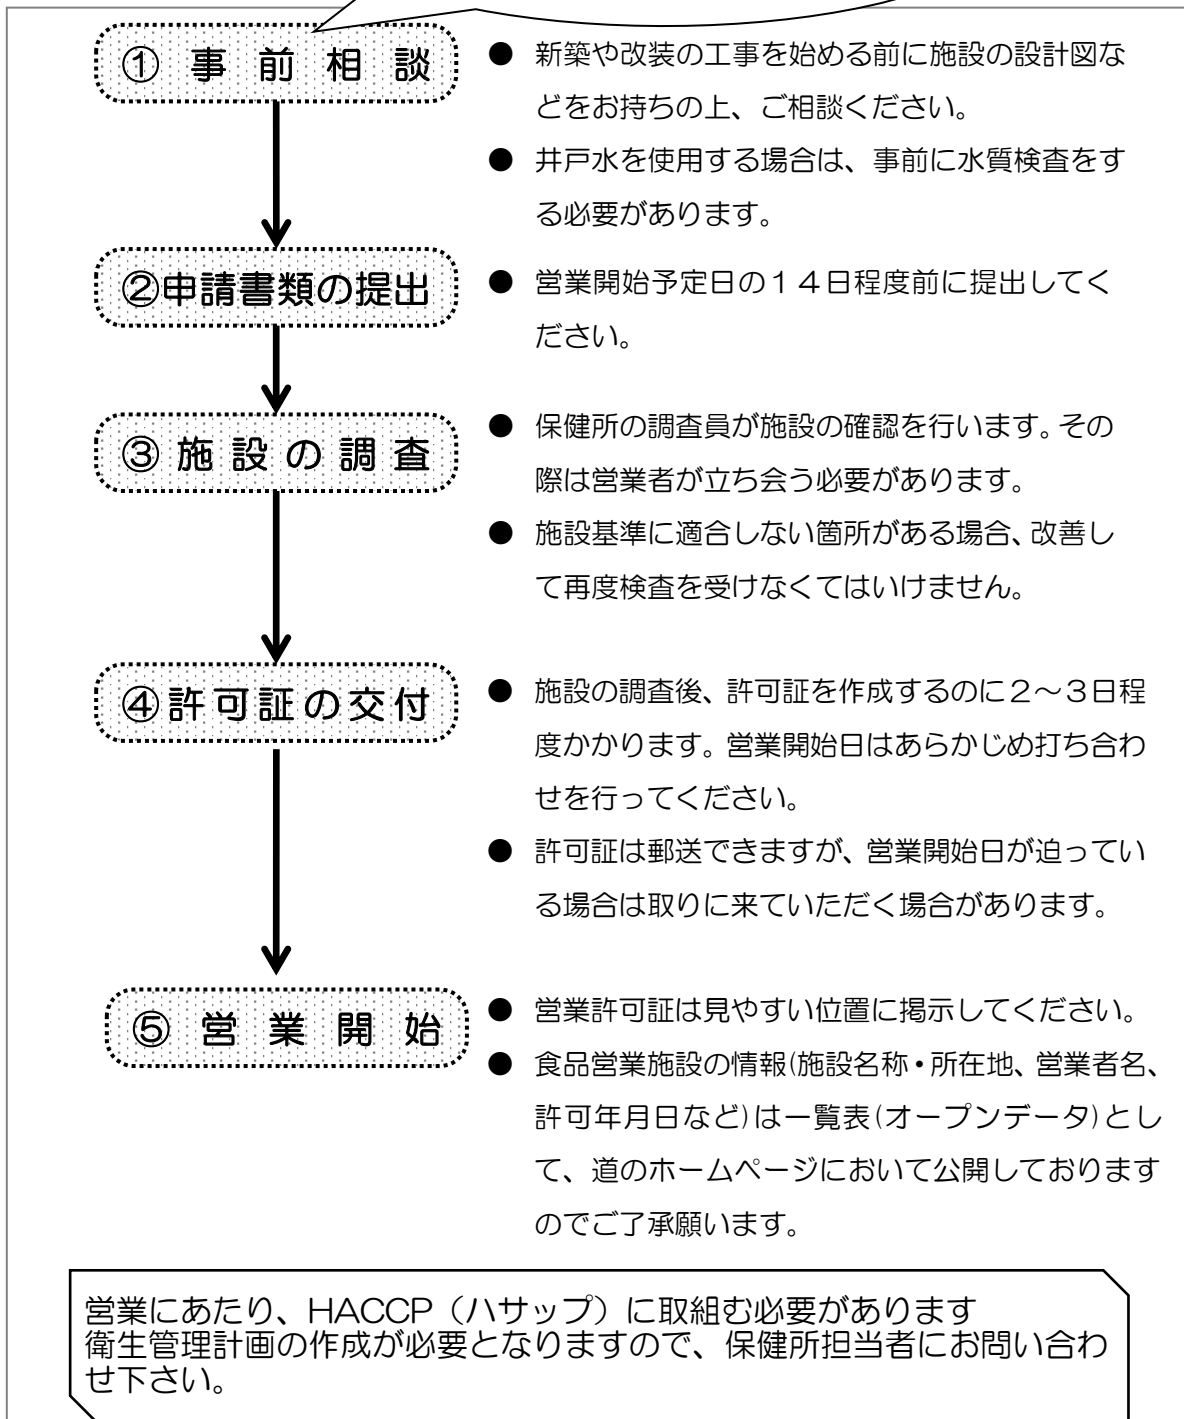 ① 事 前 相 談
● 新築や改装の工事を始める前に施設の設計図な
どをお持ちの上、ご相談ください。
● 井戸水を使用する場合は、事前に水質検査をす
る必要があります。
②申請書類の提出
● 営業開始予定日の１４日程度前に提出してく
ださい。
③ 施 設 の 調 査
● 保健所の調査員が施設の確認を行います。その
際は営業者が立ち会う必要があります。
● 施設基準に適合しない箇所がある場合、改善し
て再度検査を受けなくてはいけません。
④許可証の交付
● 施設の調査後、許可証を作成するのに２～３日程
度かかります。営業開始日はあらかじめ打ち合わ
せを行ってください。
● 許可証は郵送できますが、営業開始日が迫ってい
る場合は取りに来ていただく場合があります。
⑤ 営 業 開 始
● 営業許可証は見やすい位置に掲示してください。
● 食品営業施設の情報(施設名称・所在地、営業者名、
許可年月日など)は一覧表(オープンデータ)とし
て、道のホームページにおいて公開しております
のでご了承願います。
営業にあたり、HACCP（ハサップ）に取組む必要があります
衛生管理計画の作成が必要となりますので、保健所担当者にお問い合わ
せ下さい。